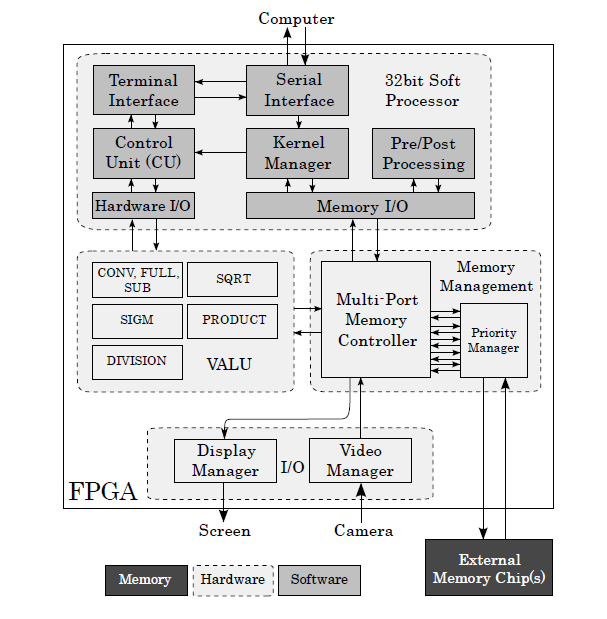 Computer
Terminal
Interface
Serial
Interface
32bit Soft
Processor
Control
Unit (CU)
Kernel
Manager
Pre/Post
Processing
Hardware I/O
Memory I/O
CONV, FULL,
SUB
SQRT
SIGM
PRODUCT
DIVISION
VALU
Memory
Management
Multi-Port
Memory
Controller
Priority
Manager
Display
Manager
I/O
Video
Manager
FPGA
Screen
Camera
External
Memory Chip(s)
Memory
Hardware
Software